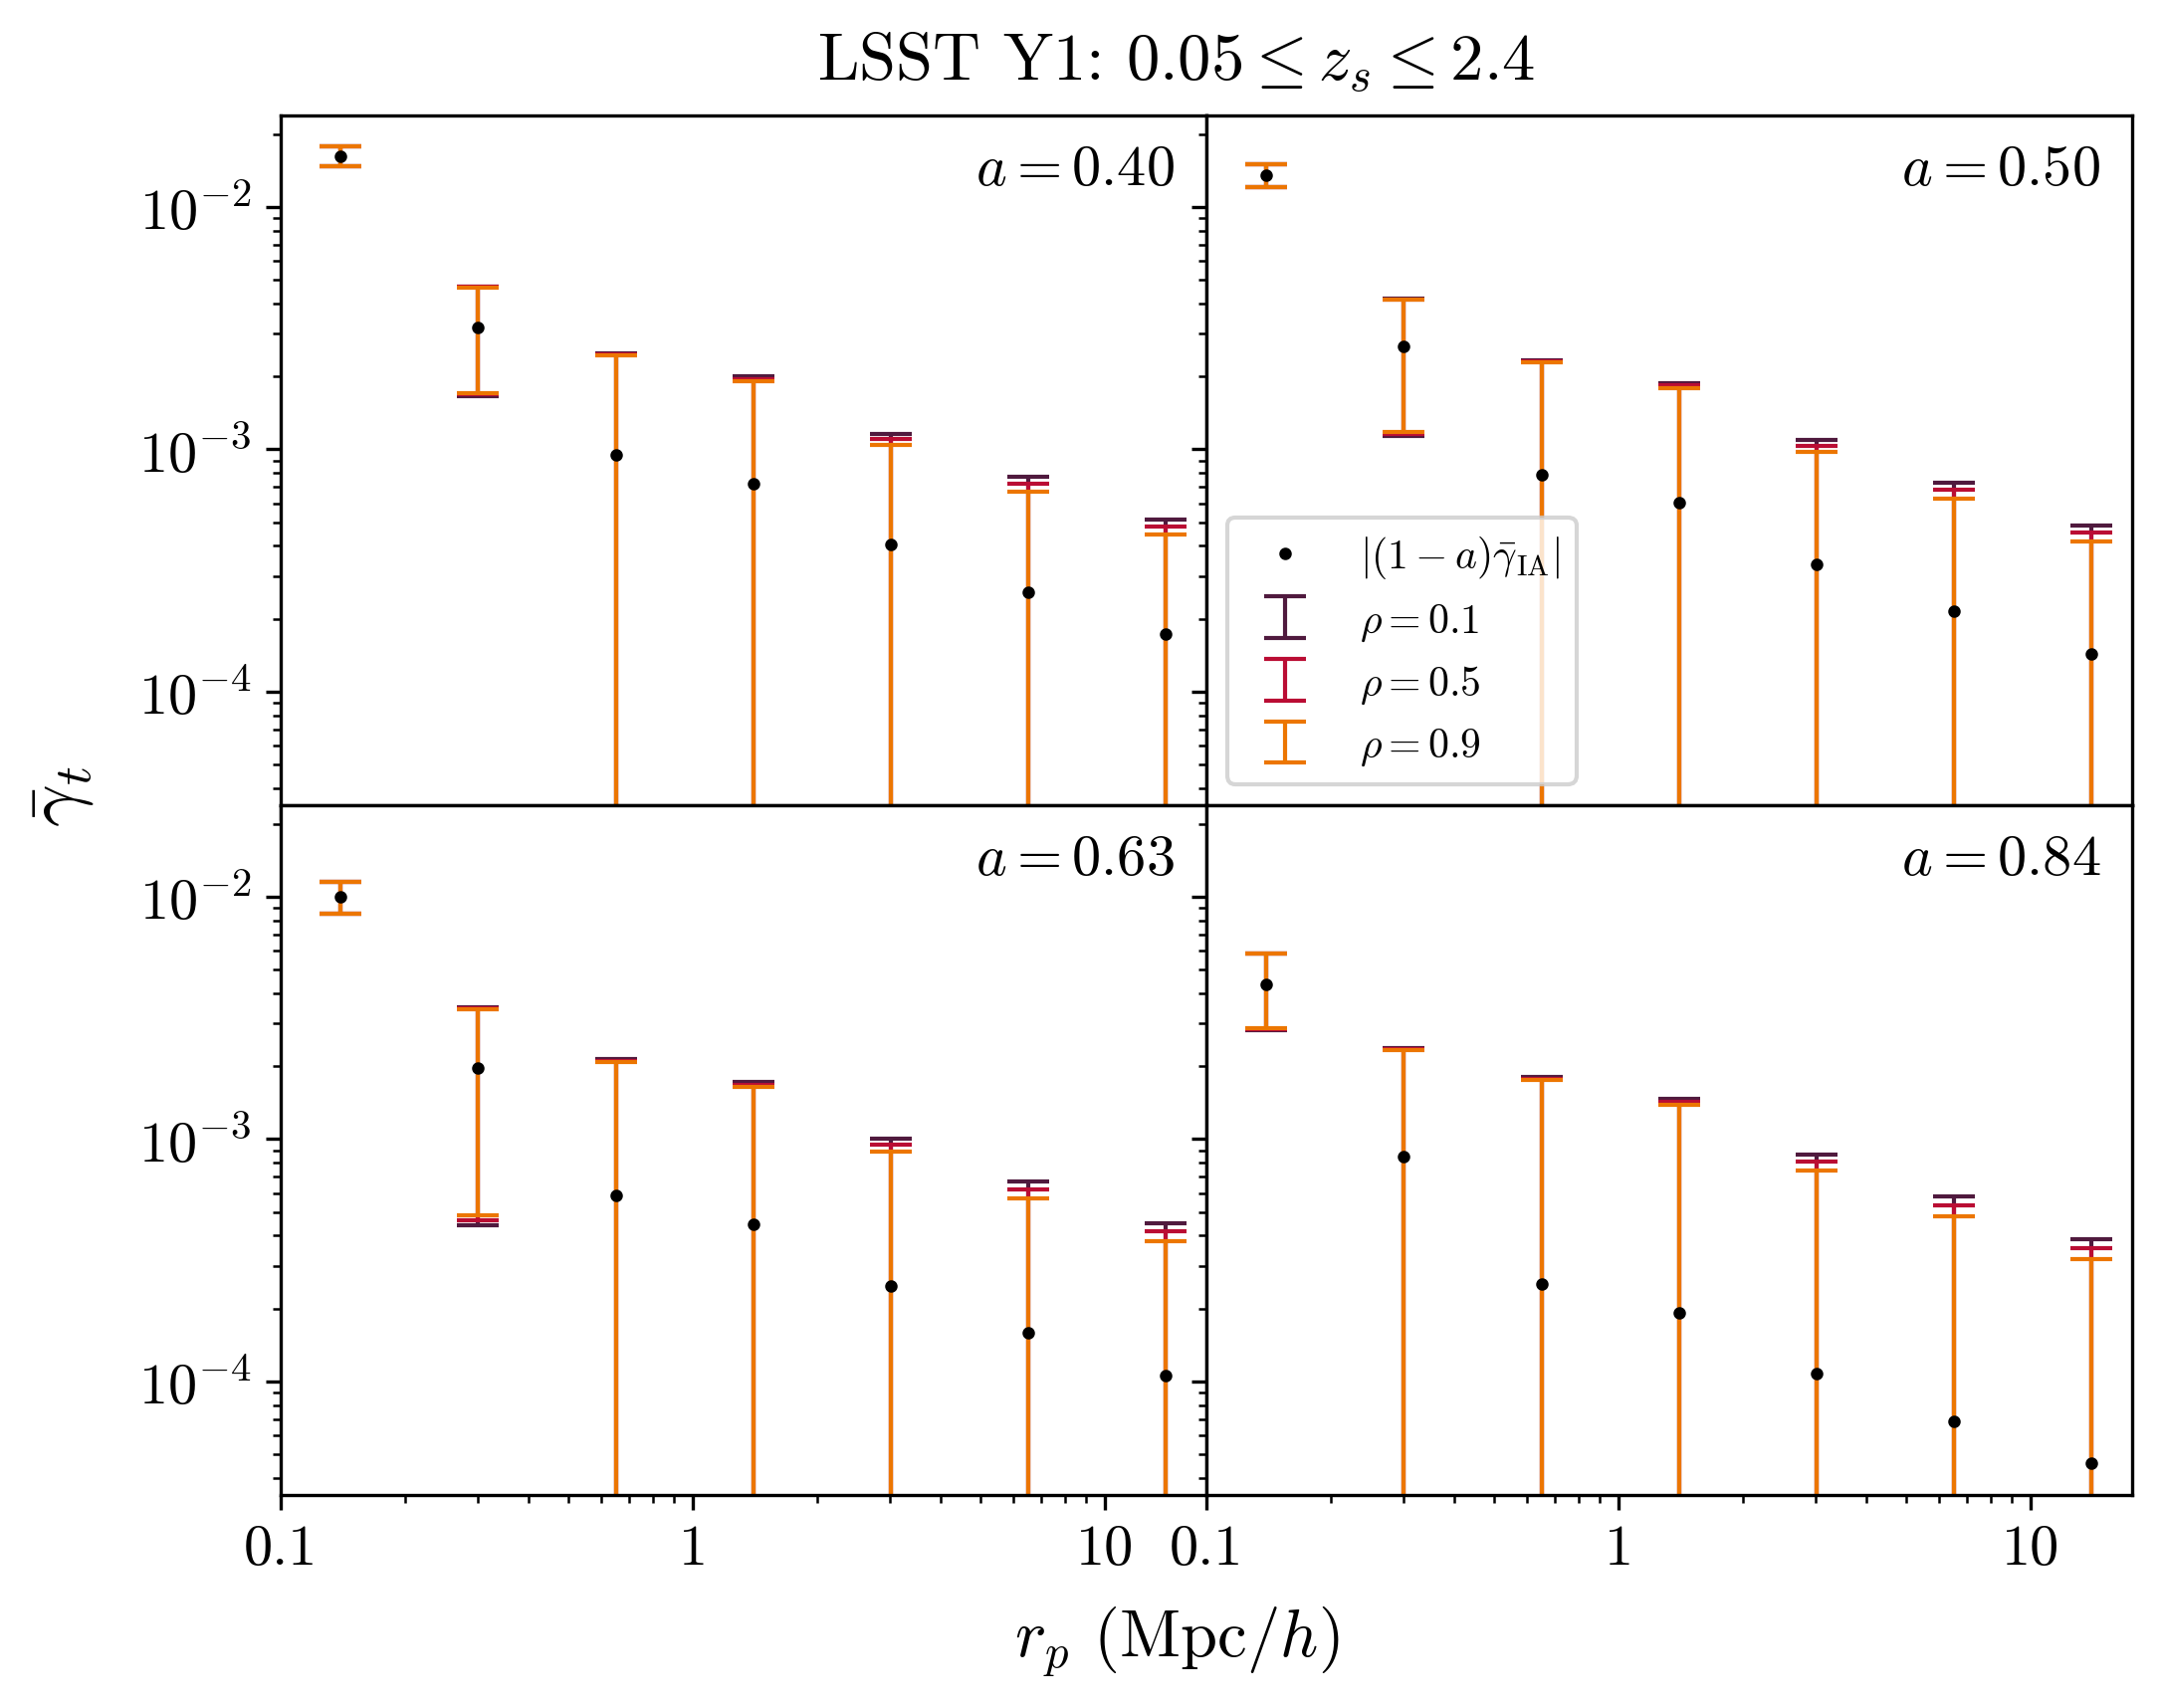 LSST Y1: 0.05 ≤ z_s ≤ 2.4
a = 0.40
a = 0.50
10⁻²
10⁻³
10⁻⁴
|(1 − a)γ̄_IA|
ρ = 0.1
ρ = 0.5
ρ = 0.9
γ̄_t
a = 0.63
a = 0.84
10⁻²
10⁻³
10⁻⁴
0.1 1 10 0.1 1 10
r_p (Mpc/h)